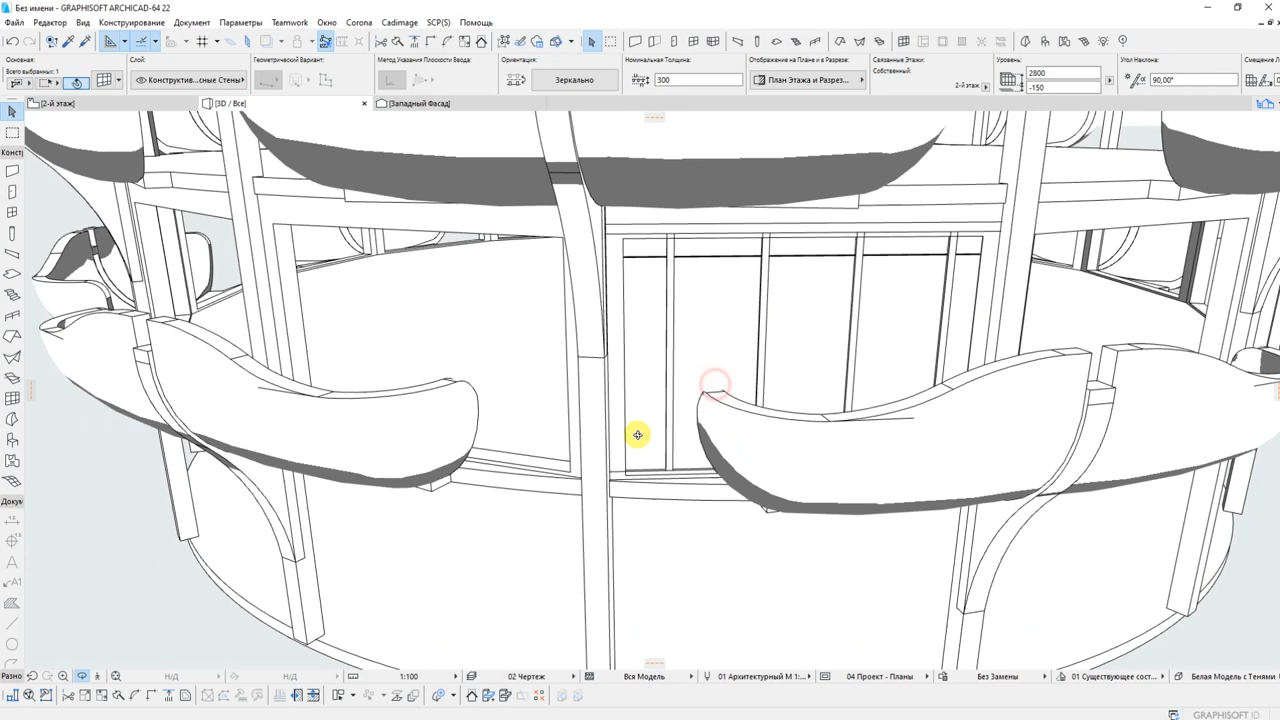 Без имени - GRAPHISOFT ARCHICAD-64 22
Файл Редактор Вид Конструирование Документ Параметры Teamwork Окно Corona Cadimage SCP(S) Помощь
Основная: Слой: Геометрический Вариант: Метод Указания Плоскости Ввода: Ориентация: Номинальная Толщина: Отображение на Плане и в Разрезе: Связанные Этажи: Уровень: Угол Наклона:
Всего выбранных: 1
Собственный:
Конструктив...сные Стены Зеркально 300 План Этажа и Разрез... 2-й этаж 2800 -150 90,00°
[2-й этаж] [3D / Все] [Западный Фасад]
Н/Д Н/Д 1:100 02 Чертеж Вся Модель 01 Архитектурный М 1:... 04 Проект - Планы Без Замены 01 Существующее сост... Белая Модель с Тенями
Разно
GRAPHISOFT ID